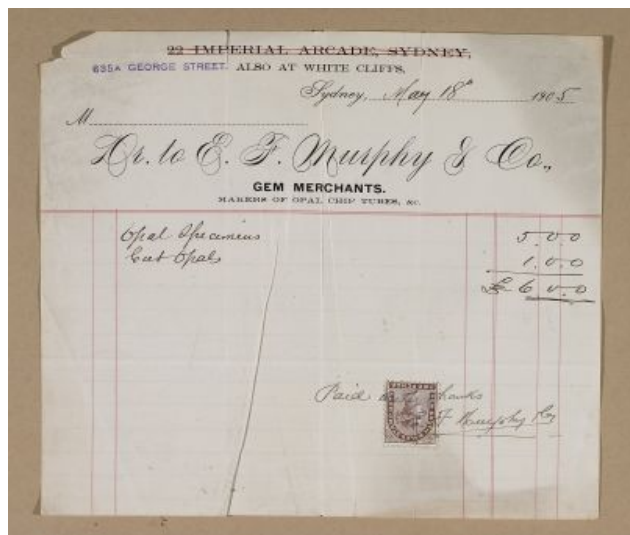 22 IMPERIAL ARCADE, SYDNEY,
635A GEORGE STREET. ALSO AT WHITE CLIFFS,
Sydney, May 18th 1905
M
Dr. to E. F. Murphy & Co.,
GEM MERCHANTS.
MAKERS OF OPAL CHIP TUBES, &c.
Opal Specimens 5.0.0
Cut Opals 1.0.0
£ 6.0.0
Paid hanks
F Murphy Co